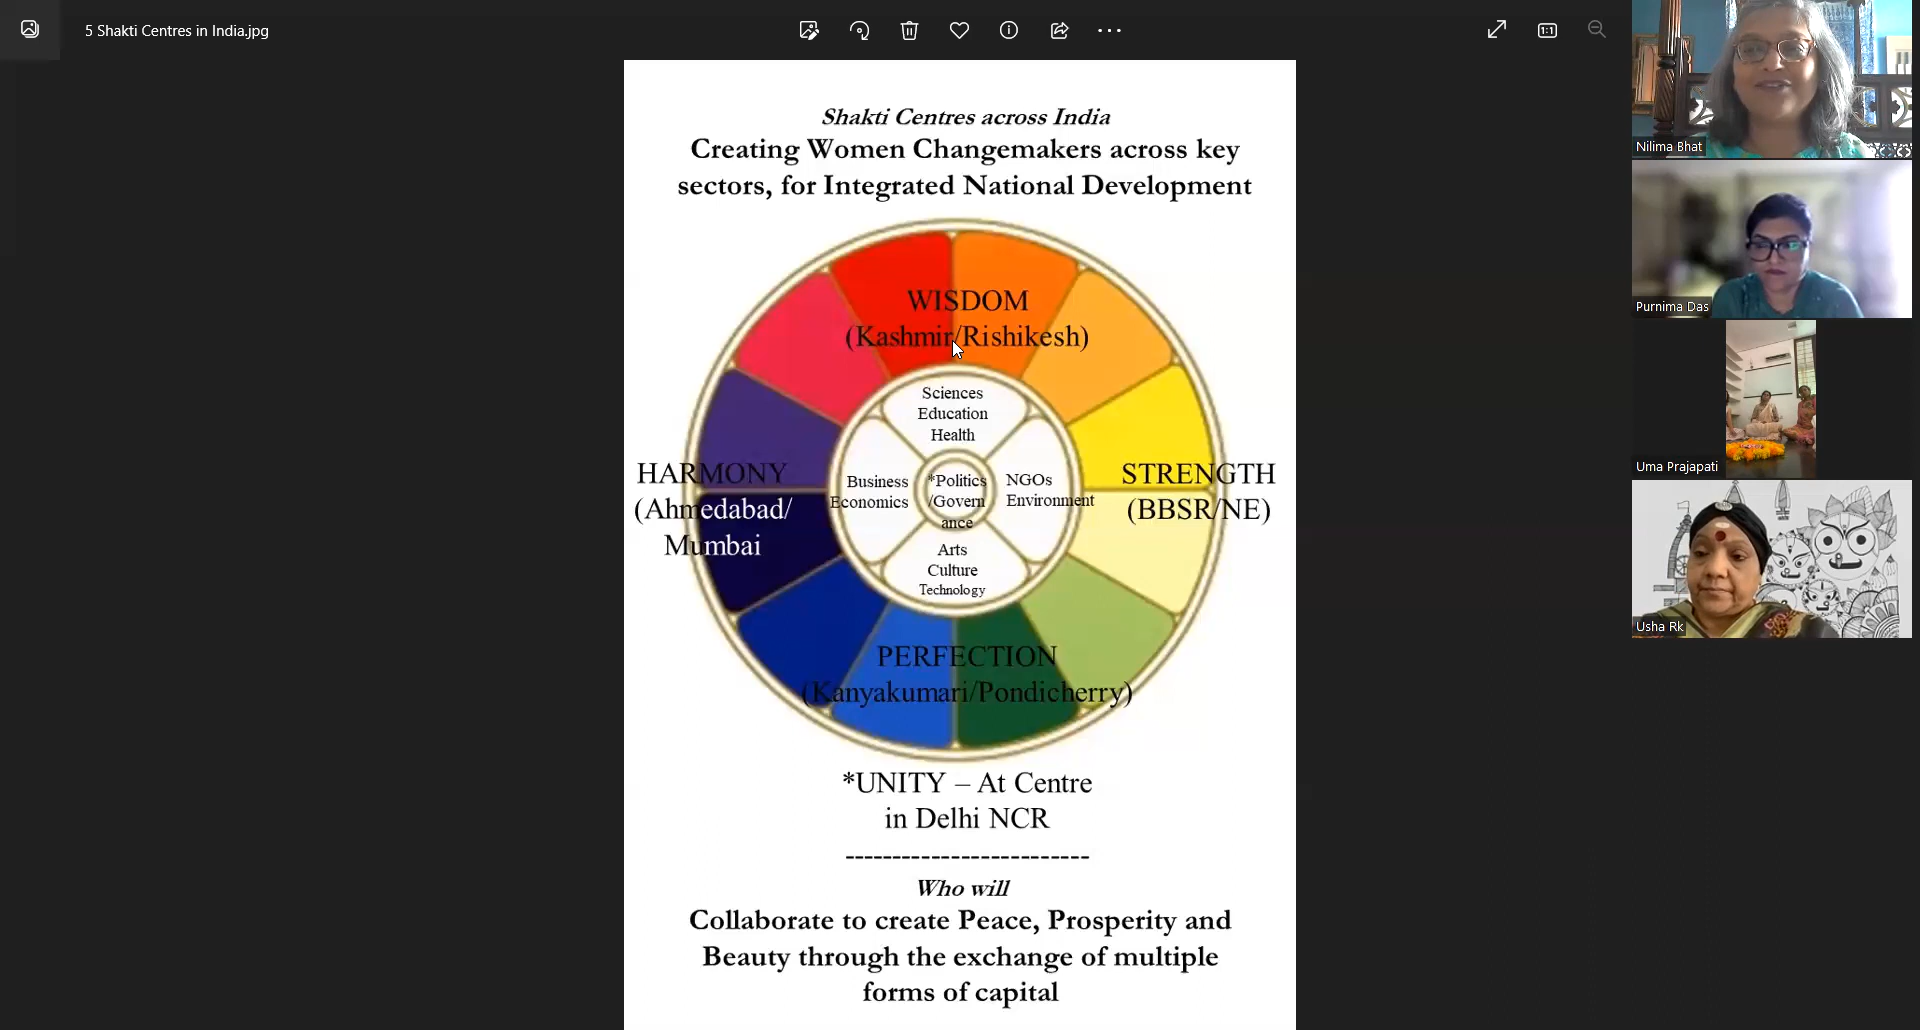 5 Shakti Centres in India.jpg
1:1
Shakti Centres across India
Creating Women Changemakers across key
sectors, for Integrated National Development
WISDOM
(Kashmir/Rishikesh)
Sciences
Education
Health
HARMONY
(Ahmedabad/
Mumbai
Business
Economics
*Politics
/Govern
ance
NGOs
Environment
STRENGTH
(BBSR/NE)
Arts
Culture
Technology
PERFECTION
(Kanyakumari/Pondicherry)
*UNITY – At Centre
in Delhi NCR
--------------------------
Who will
Collaborate to create Peace, Prosperity and
Beauty through the exchange of multiple
forms of capital
Nilima Bhat
Purnima Das
Uma Prajapati
Usha Rk